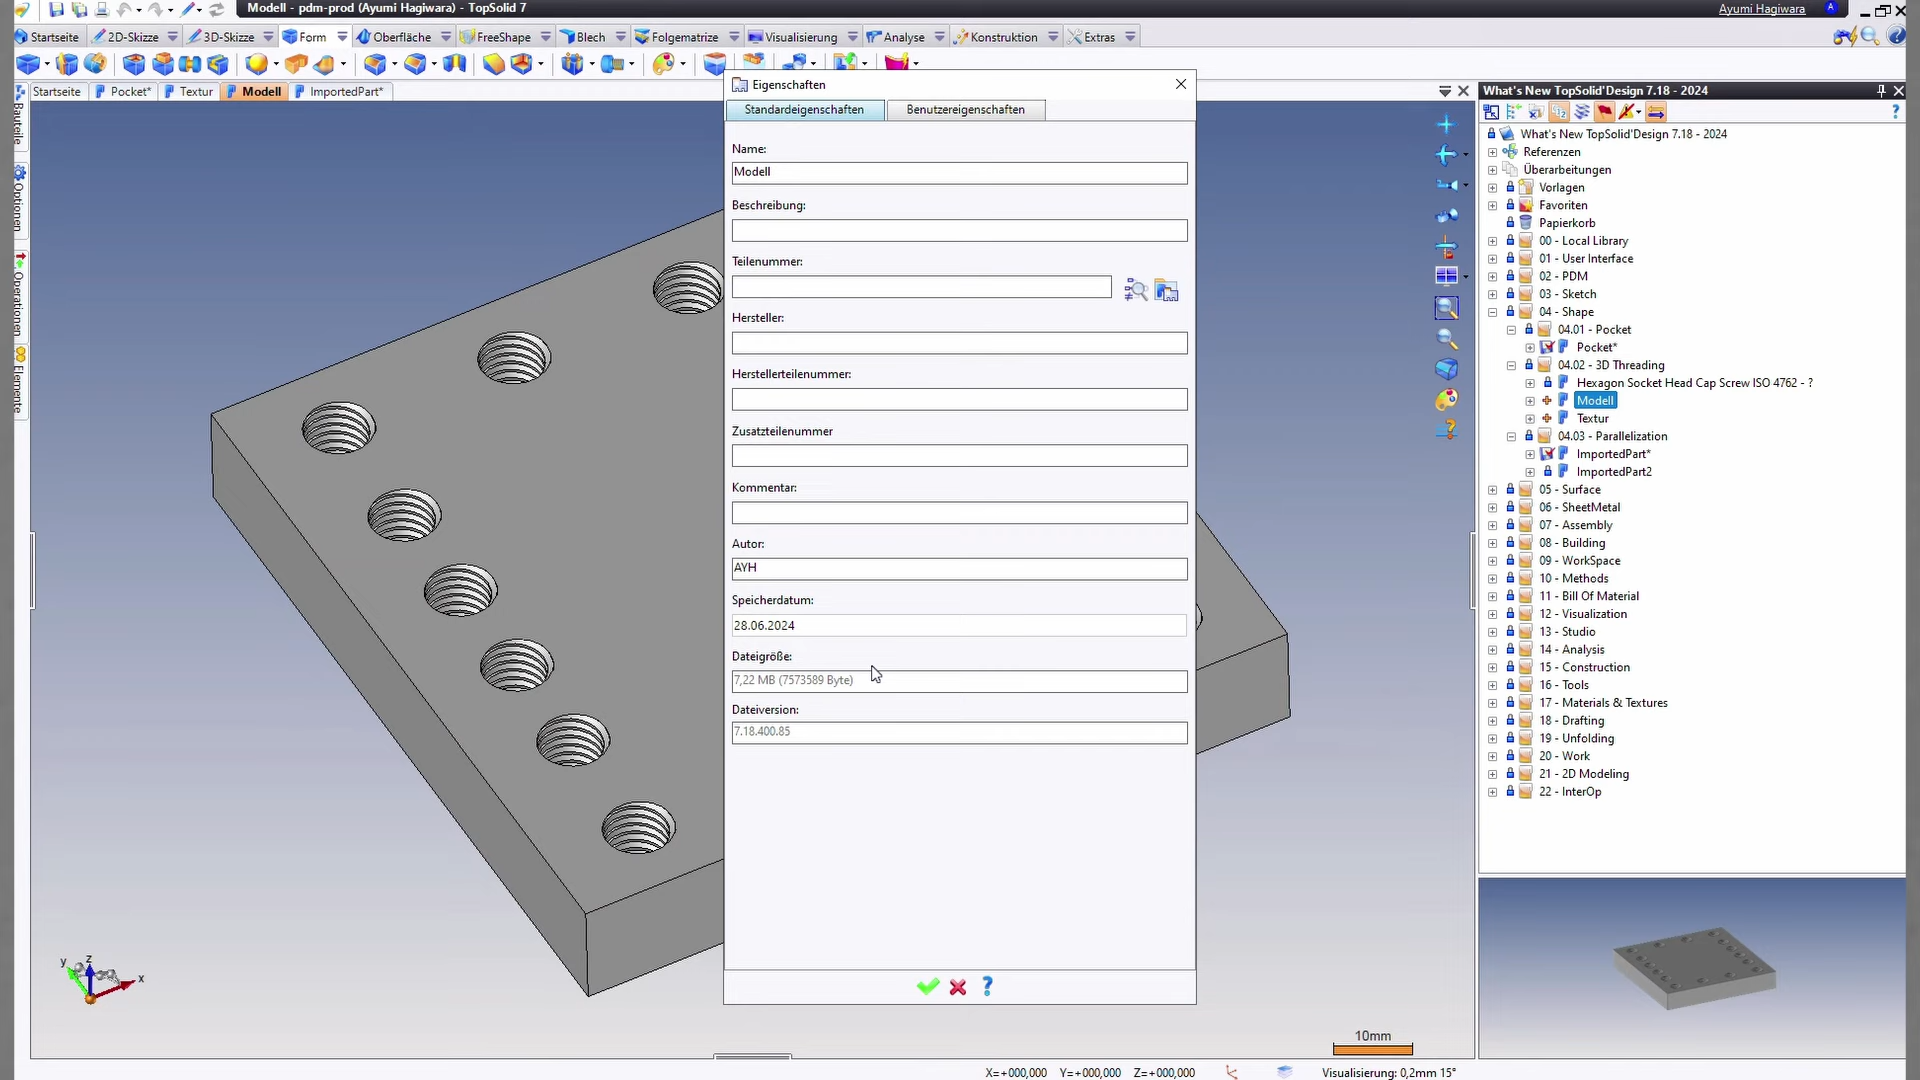 Modell - pdm-prod (Ayumi Hagiwara) - TopSolid 7
Ayumi Hagiwara
A
Startseite
2D-Skizze
3D-Skizze
Form
Oberfläche
FreeShape
Blech
Folgematrize
Visualisierung
Analyse
Konstruktion
Extras
Startseite
Pocket*
Textur
Modell
ImportedPart*
Bauteile
Optionen
Operationen
Elemente
Eigenschaften
Standardeigenschaften
Benutzereigenschaften
Name:
Modell
Beschreibung:
Teilenummer:
Hersteller:
Herstellerteilenummer:
Zusatzteilenummer
Kommentar:
Autor:
AYH
Speicherdatum:
28.06.2024
Dateigröße:
7,22 MB (7573589 Byte)
Dateiversion:
7.18.400.85
What's New TopSolid'Design 7.18 - 2024
What's New TopSolid'Design 7.18 - 2024
Referenzen
Überarbeitungen
Vorlagen
Favoriten
Papierkorb
00 - Local Library
01 - User Interface
02 - PDM
03 - Sketch
04 - Shape
04.01 - Pocket
Pocket*
04.02 - 3D Threading
Hexagon Socket Head Cap Screw ISO 4762 - ?
Modell
Textur
04.03 - Parallelization
ImportedPart*
ImportedPart2
05 - Surface
06 - SheetMetal
07 - Assembly
08 - Building
09 - WorkSpace
10 - Methods
11 - Bill Of Material
12 - Visualization
13 - Studio
14 - Analysis
15 - Construction
16 - Tools
17 - Materials & Textures
18 - Drafting
19 - Unfolding
20 - Work
21 - 2D Modeling
22 - InterOp
y
z
x
10mm
X=+000,000 Y=+000,000 Z=+000,000
Visualisierung: 0,2mm 15°